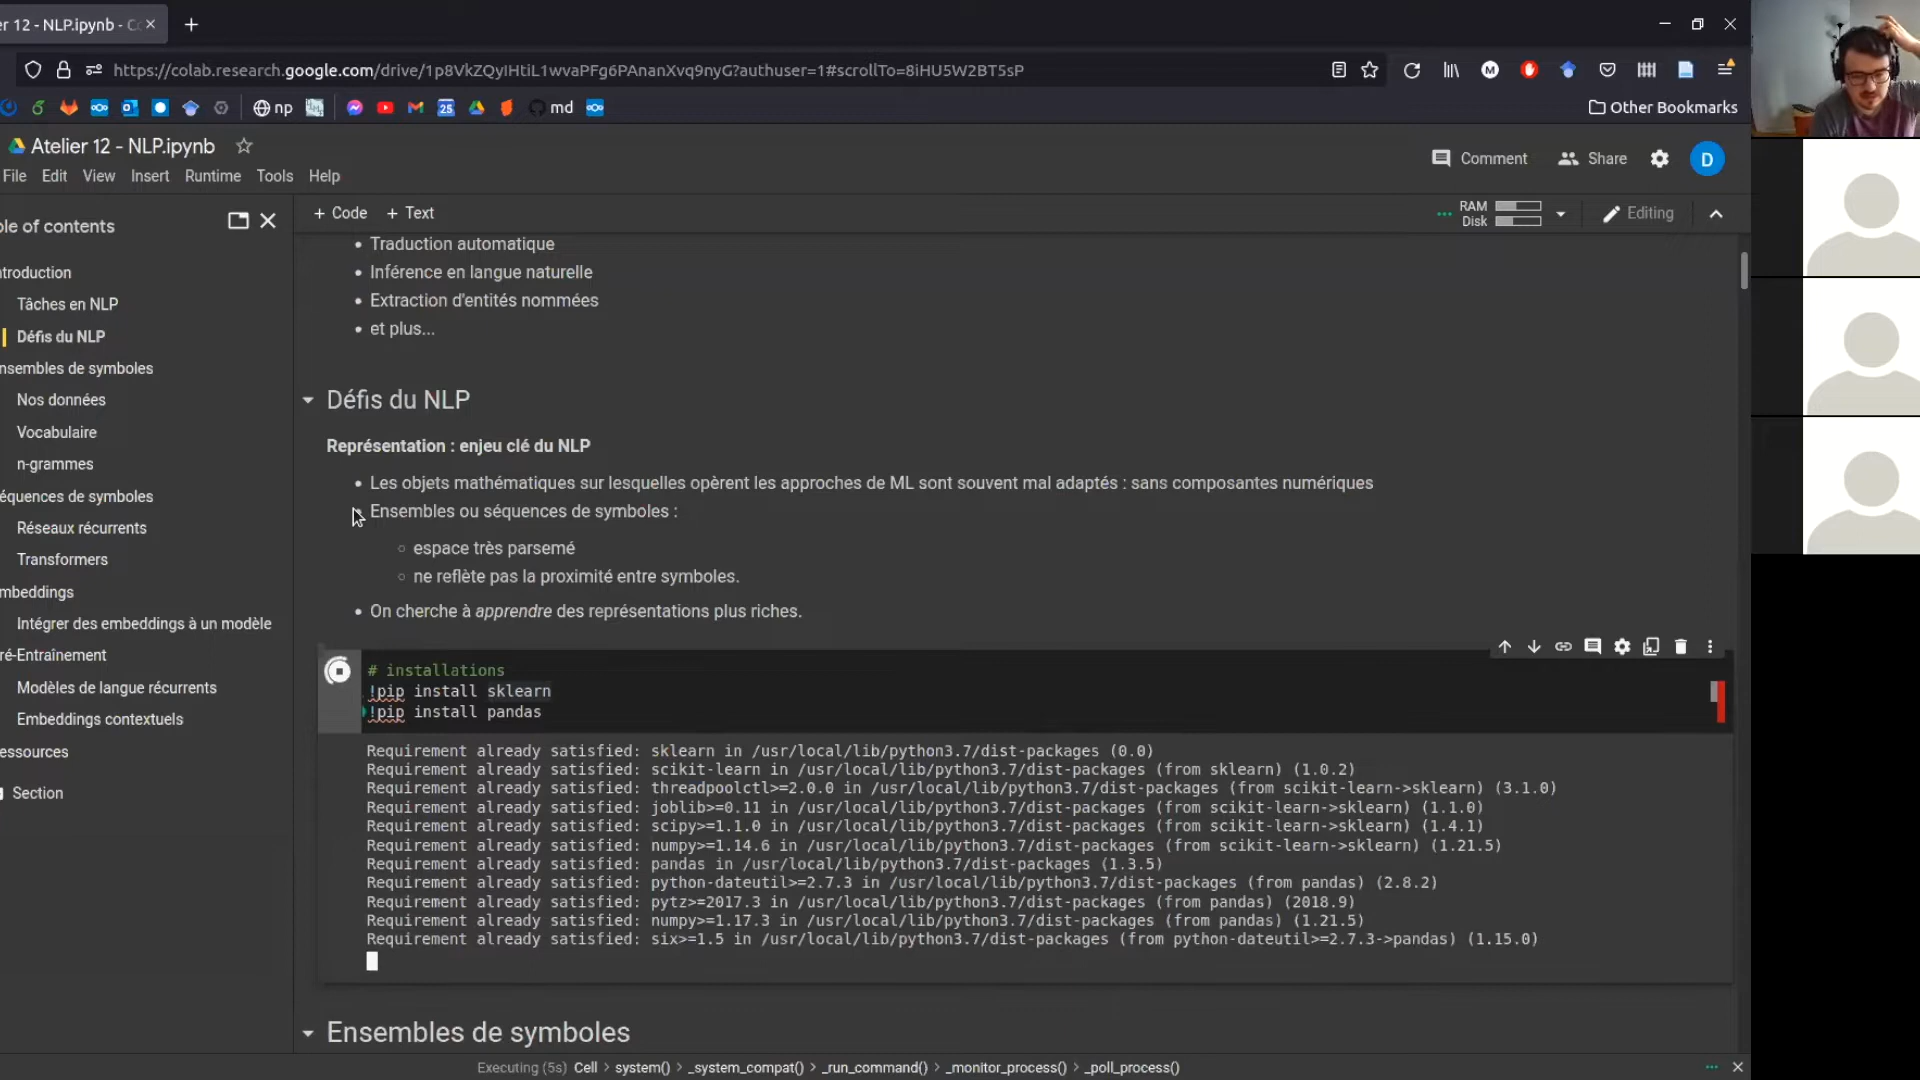 er 12 - NLP.ipynb - Co
https://colab.research.google.com/drive/1p8VkZQyIHtiL1wvaPFg6PAnanXvq9nyG?authuser=1#scrollTo=8iHU5W2BT5sP
M
25
np
md
Other Bookmarks
Atelier 12 - NLP.ipynb
Comment
Share
D
File Edit View Insert Runtime Tools Help
ble of contents
+ Code + Text
RAM
Disk
Editing
ntroduction
Tâches en NLP
Défis du NLP
nsembles de symboles
Nos données
Vocabulaire
n-grammes
équences de symboles
Réseaux récurrents
Transformers
mbeddings
Intégrer des embeddings à un modèle
ré-Entraînement
Modèles de langue récurrents
Embeddings contextuels
essources
Section
• Traduction automatique
• Inférence en langue naturelle
• Extraction d'entités nommées
• et plus...
Défis du NLP
Représentation : enjeu clé du NLP
• Les objets mathématiques sur lesquelles opèrent les approches de ML sont souvent mal adaptés : sans composantes numériques
• Ensembles ou séquences de symboles :
◦ espace très parsemé
◦ ne reflète pas la proximité entre symboles.
• On cherche à apprendre des représentations plus riches.
# installations
!pip install sklearn
!pip install pandas
Requirement already satisfied: sklearn in /usr/local/lib/python3.7/dist-packages (0.0)
Requirement already satisfied: scikit-learn in /usr/local/lib/python3.7/dist-packages (from sklearn) (1.0.2)
Requirement already satisfied: threadpoolctl>=2.0.0 in /usr/local/lib/python3.7/dist-packages (from scikit-learn->sklearn) (3.1.0)
Requirement already satisfied: joblib>=0.11 in /usr/local/lib/python3.7/dist-packages (from scikit-learn->sklearn) (1.1.0)
Requirement already satisfied: scipy>=1.1.0 in /usr/local/lib/python3.7/dist-packages (from scikit-learn->sklearn) (1.4.1)
Requirement already satisfied: numpy>=1.14.6 in /usr/local/lib/python3.7/dist-packages (from scikit-learn->sklearn) (1.21.5)
Requirement already satisfied: pandas in /usr/local/lib/python3.7/dist-packages (1.3.5)
Requirement already satisfied: python-dateutil>=2.7.3 in /usr/local/lib/python3.7/dist-packages (from pandas) (2.8.2)
Requirement already satisfied: pytz>=2017.3 in /usr/local/lib/python3.7/dist-packages (from pandas) (2018.9)
Requirement already satisfied: numpy>=1.17.3 in /usr/local/lib/python3.7/dist-packages (from pandas) (1.21.5)
Requirement already satisfied: six>=1.5 in /usr/local/lib/python3.7/dist-packages (from python-dateutil>=2.7.3->pandas) (1.15.0)
Ensembles de symboles
Executing (5s) Cell > system() > _system_compat() > _run_command() > _monitor_process() > _poll_process()